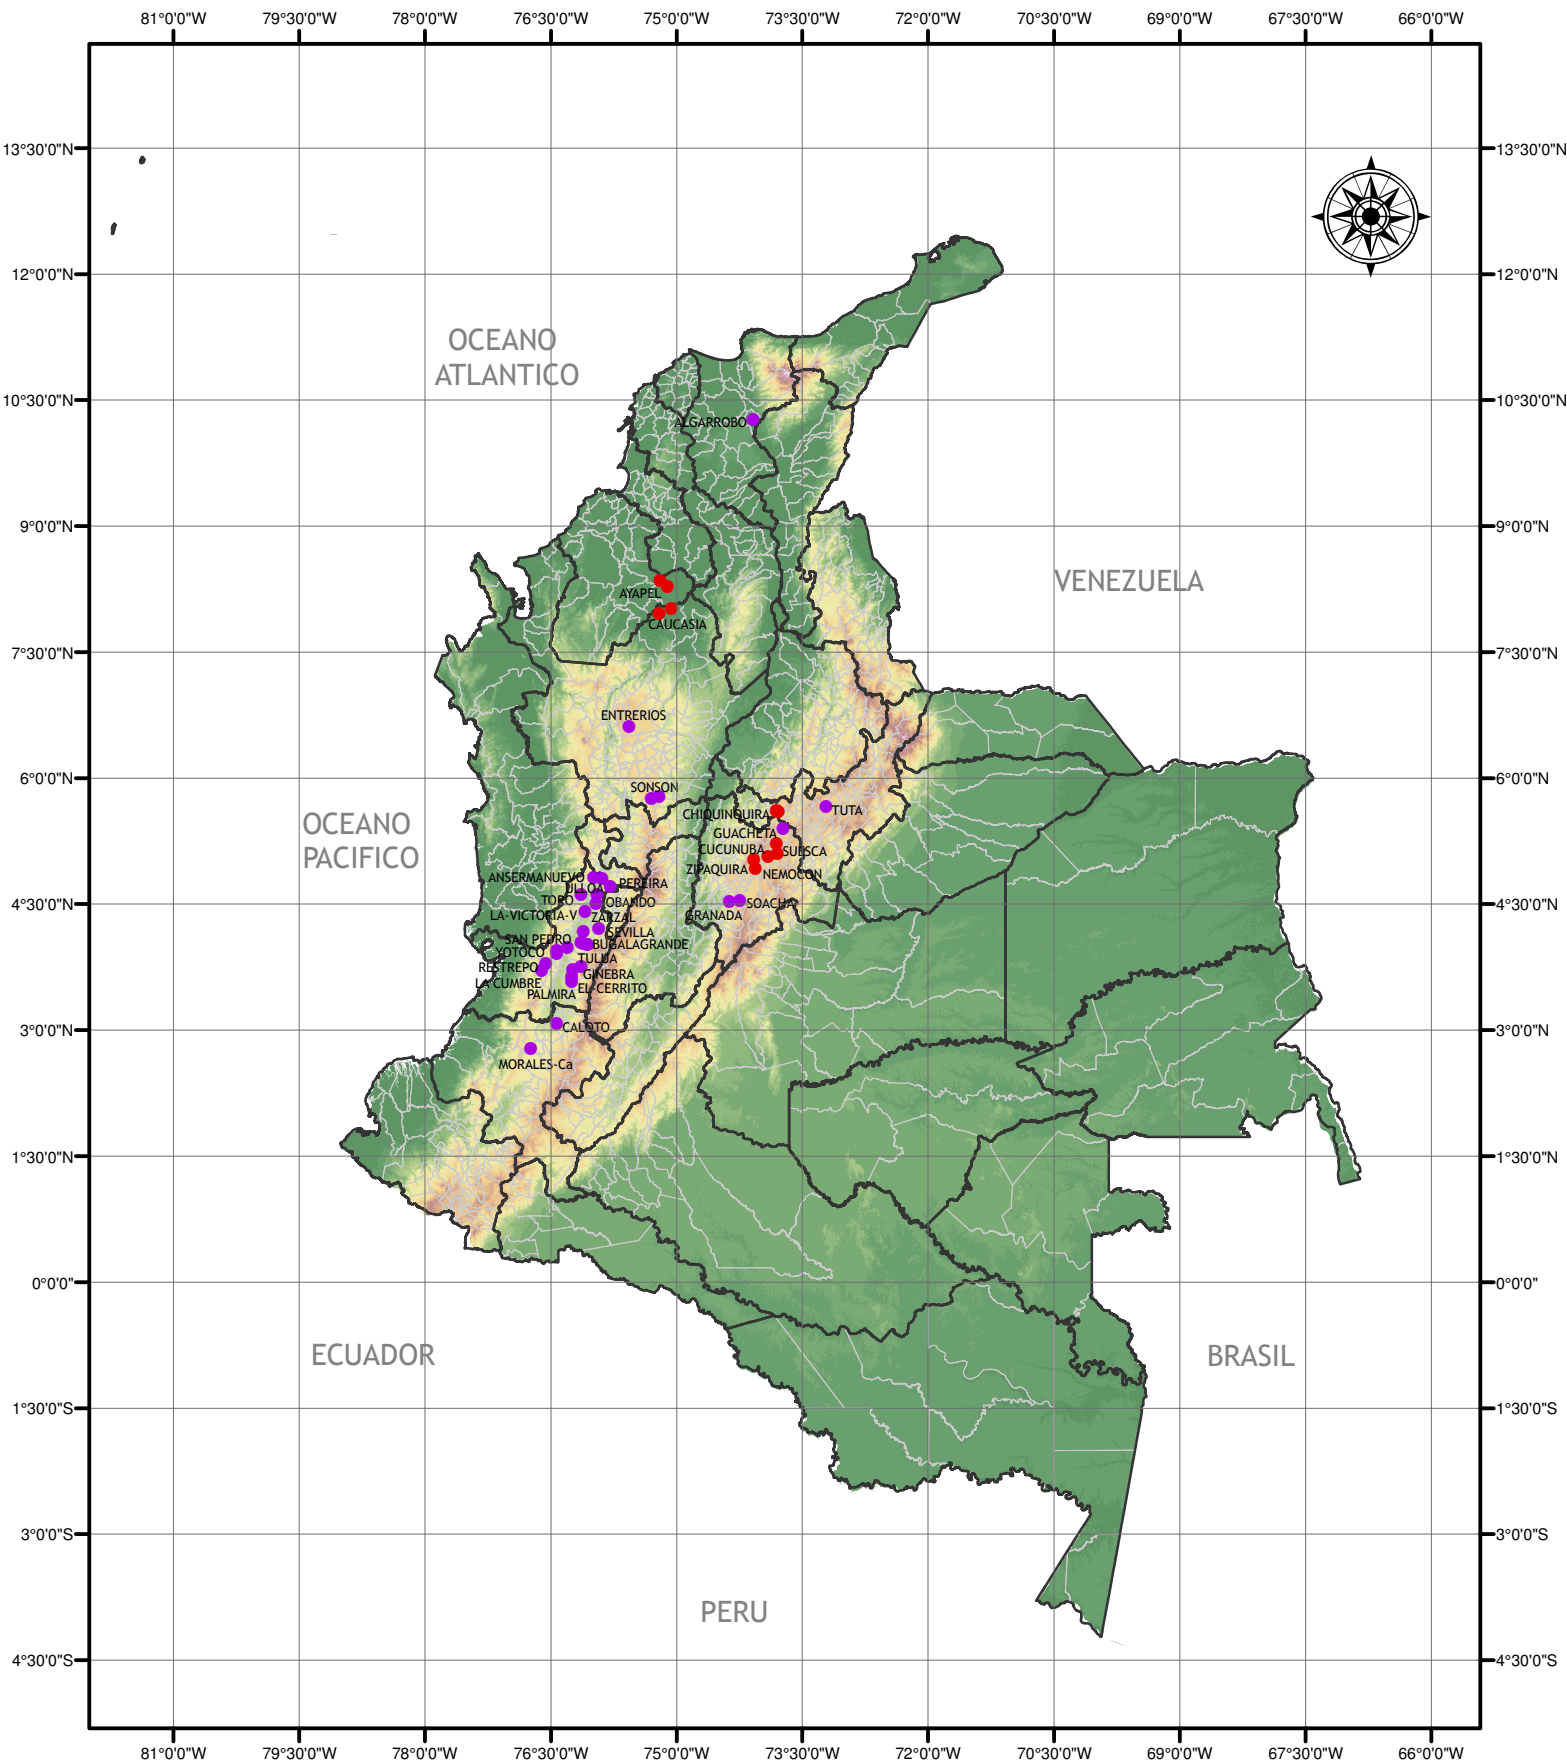 81°0'0"W 79°30'0"W 78°0'0"W 76°30'0"W 75°0'0"W 73°30'0"W 72°0'0"W 70°30'0"W 69°0'0"W 67°30'0"W 66°0'0"W
13°30'0"N 13°30'0"N
12°0'0"N 12°0'0"N
OCEANO
ATLANTICO
10°30'0"N 10°30'0"N
ALGARROBO
9°0'0"N 9°0'0"N
VENEZUELA
AYAPEL
CAUCASIA
7°30'0"N 7°30'0"N
ENTRERIOS
6°0'0"N 6°0'0"N
SONSON
CHIQUINQUIRA TUTA
OCEANO
PACIFICO
GUACHETA
CUCUNUBA SUESCA
ZIPAQUIRA NEMOCON
ANSERMANUEVO PEREIRA
ULLOA
TORO OBANDO
4°30'0"N 4°30'0"N
SOACHA
GRANADA
LA-VICTORIA-V ZARZAL
SEVILLA
SAN PEDRO BUGALAGRANDE
YOTOCO
TULUA
RESTREPO GINEBRA
LA CUMBRE EL-CERRITO
PALMIRA
3°0'0"N 3°0'0"N
CALOTO
MORALES-Ca
1°30'0"N 1°30'0"N
0°0'0" 0°0'0"
ECUADOR BRASIL
1°30'0"S 1°30'0"S
3°0'0"S 3°0'0"S
PERU
4°30'0"S 4°30'0"S
81°0'0"W 79°30'0"W 78°0'0"W 76°30'0"W 75°0'0"W 73°30'0"W 72°0'0"W 70°30'0"W 69°0'0"W 67°30'0"W 66°0'0"W